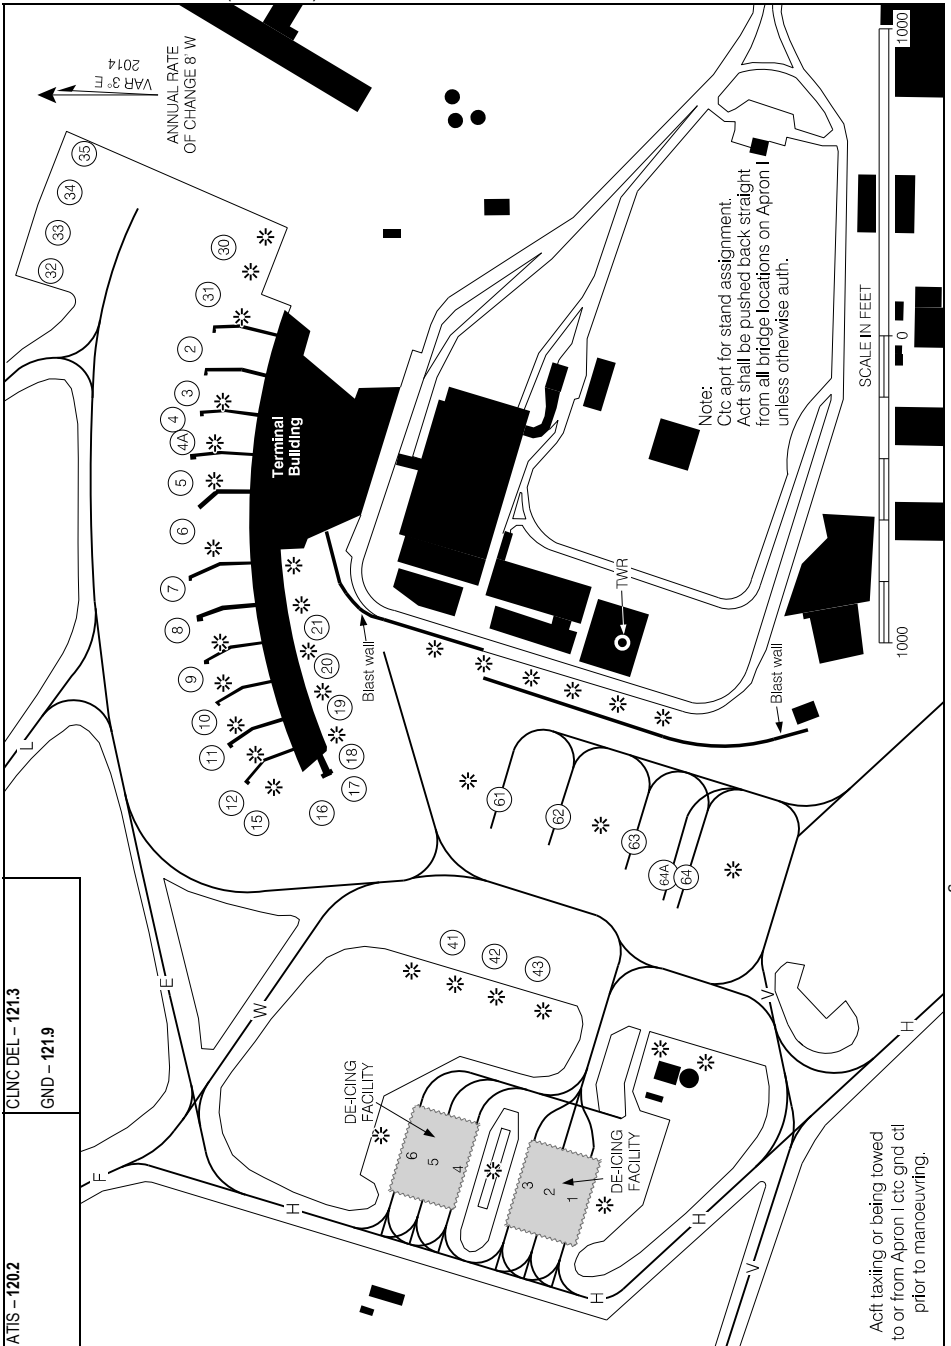 ATIS – 120.2
CLNC DEL – 121.3
GND – 121.9
VAR 3° E
2014
ANNUAL RATE
OF CHANGE 8' W
35
34
33
32
30
31
2
3
4
4A
5
6
7
8
9
10
11
12
15
16
17
18
19
20
21
Terminal
Building
Blast wall
TWR
Blast wall
Note:
Ctc aprt for stand assignment.
Acft shall be pushed back straight
from all bridge locations on Apron I
unless otherwise auth.
SCALE IN FEET
1000
0
1000
61
62
63
64A
64
41
42
43
L
E
W
F
H
H
H
H
V
V
DE-ICING
FACILITY
6
5
4
DE-ICING
FACILITY
3
2
1
Acft taxiing or being towed
to or from Apron I ctc gnd ctl
prior to manoeuvring.